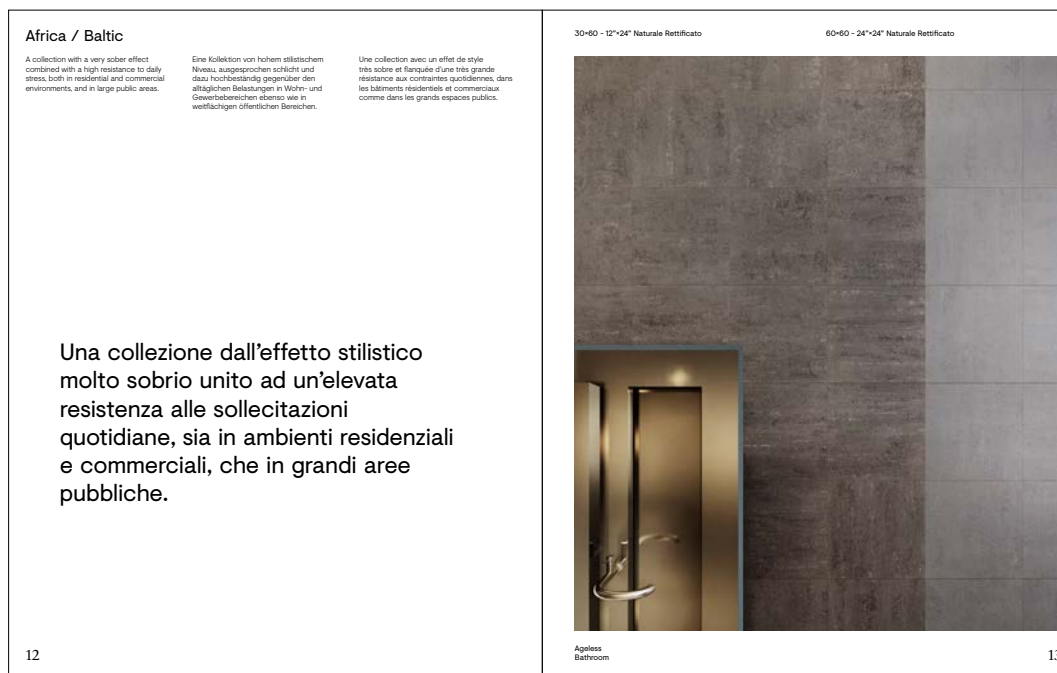 Africa / Baltic
A collection with a very sober effect
combined with a high resistance to daily
stress, both in residential and commercial
environments, and in large public areas.
Eine Kollektion von hohem stilistischem
Niveau, ausgesprochen schlicht und
dazu hochbeständig gegenüber den
alltäglichen Belastungen in Wohn- und
Gewerbebereichen ebenso wie in
weitflächigen öffentlichen Bereichen.
Une collection avec un effet de style
très sobre et flanquée d'une très grande
résistance aux contraintes quotidiennes, dans
les bâtiments résidentiels et commerciaux
comme dans les grands espaces publics.
Una collezione dall'effetto stilistico
molto sobrio unito ad un'elevata
resistenza alle sollecitazioni
quotidiane, sia in ambienti residenziali
e commerciali, che in grandi aree
pubbliche.
12
30×60 - 12"×24" Naturale Rettificato
60×60 - 24"×24" Naturale Rettificato
Ageless
Bathroom
13